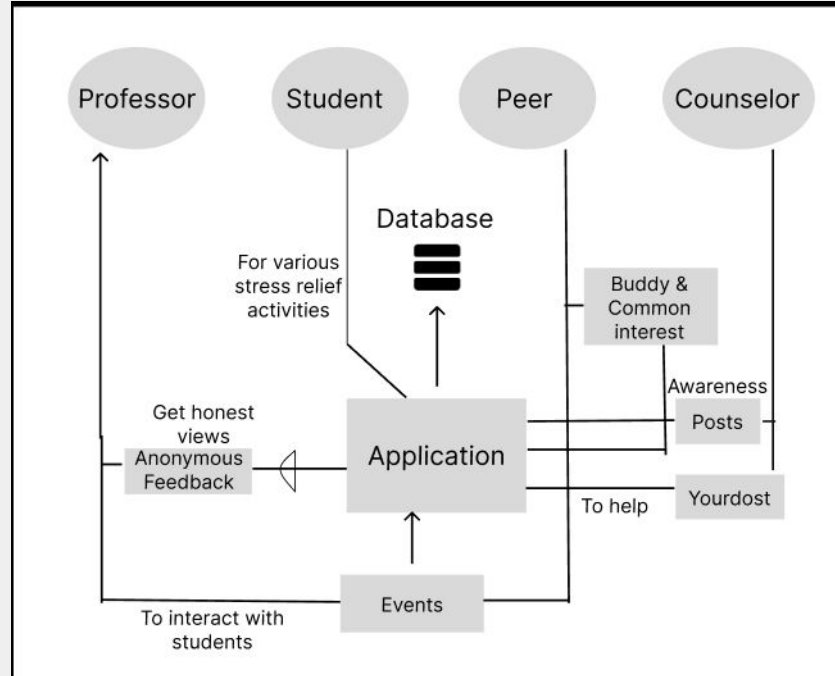 Professor
Student
Peer
Counselor
Database
For various
stress relief
activities
Buddy &
Common
interest
Awareness
Get honest
views
Posts
Application
Anonymous
Feedback
Yourdost
To help
Events
To interact with
students